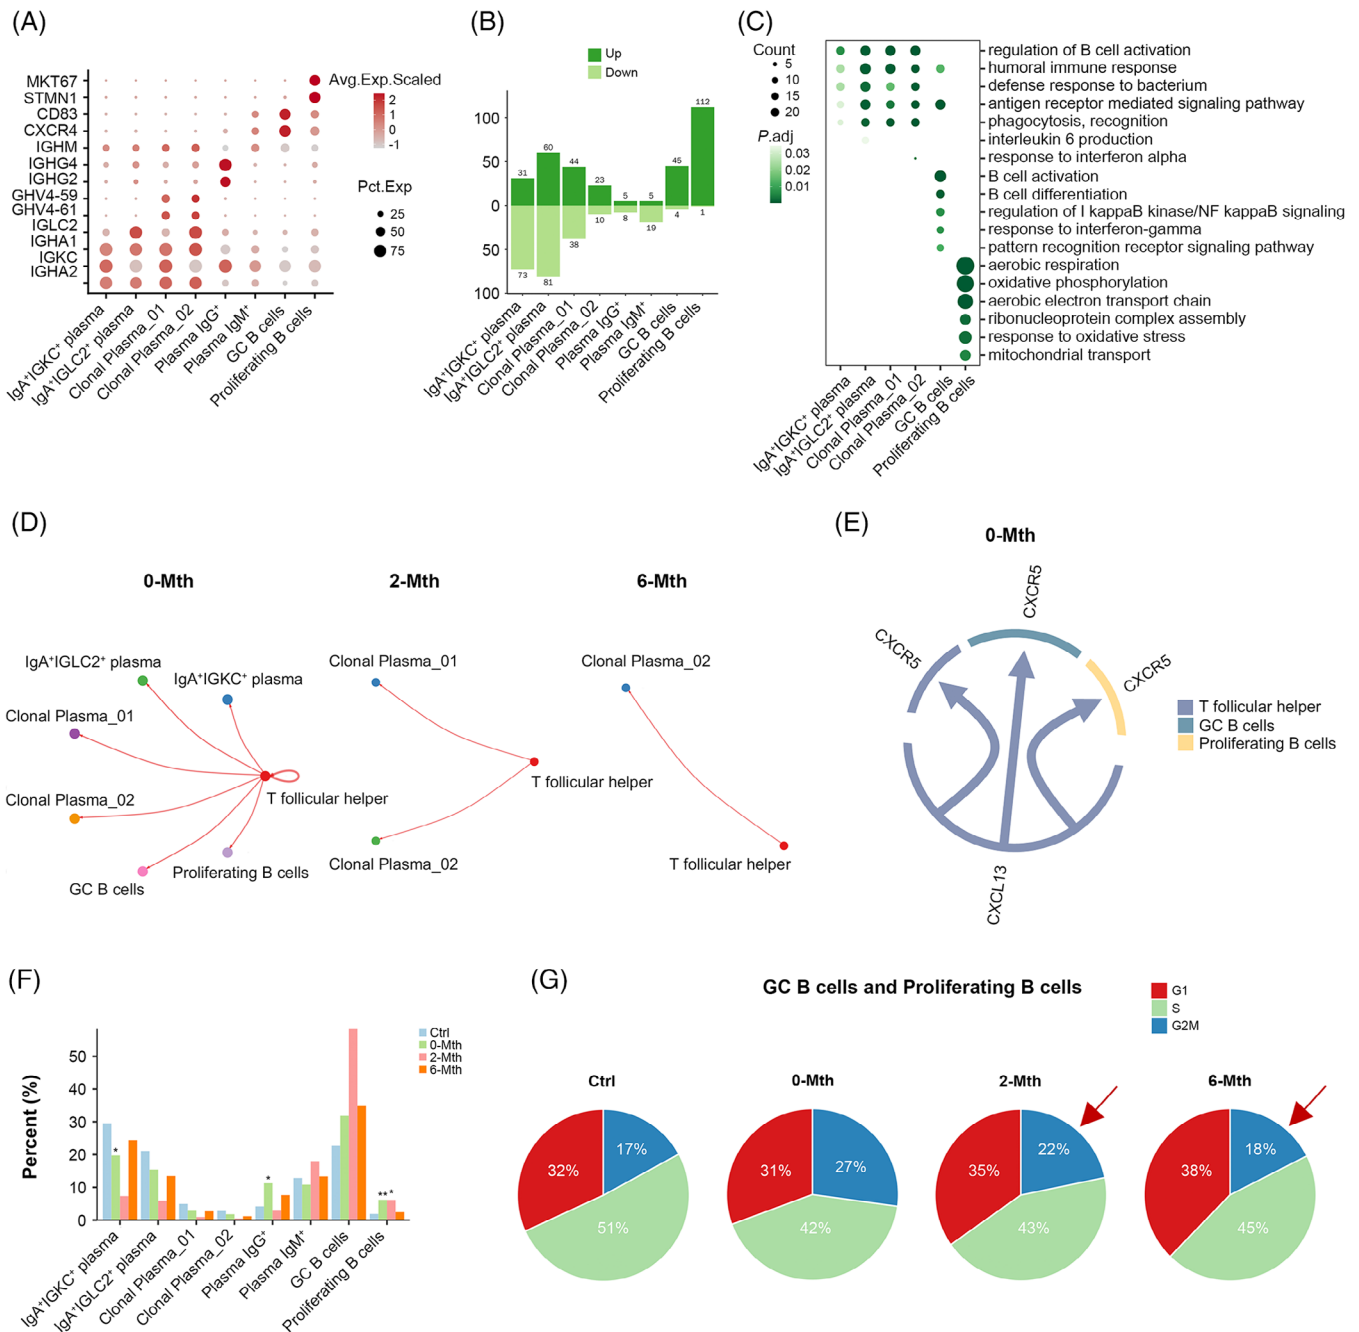 (A)
MKT67
STMN1
CD83
CXCR4
IGHM
IGHG4
IGHG2
GHV4-59
GHV4-61
IGLC2
IGHA1
IGKC
IGHA2
Avg.Exp.Scaled
2
1
0
-1
Pct.Exp
25
50
75
IgA⁺IGKC⁺ plasma
IgA⁺IGLC2⁺ plasma
Clonal Plasma_01
Clonal Plasma_02
Plasma IgG⁺
Plasma IgM⁺
GC B cells
Proliferating B cells
(B)
Up
Down
100
50
0
50
100
31
60
44
23
5
5
45
112
73
81
38
10
8
19
4
1
IgA⁺IGKC⁺ plasma
IgA⁺IGLC2⁺ plasma
Clonal Plasma_01
Clonal Plasma_02
Plasma IgG⁺
Plasma IgM⁺
GC B cells
Proliferating B cells
(C)
Count
5
10
15
20
P.adj
0.03
0.02
0.01
regulation of B cell activation
humoral immune response
defense response to bacterium
antigen receptor mediated signaling pathway
phagocytosis, recognition
interleukin 6 production
response to interferon alpha
B cell activation
B cell differentiation
regulation of I kappaB kinase/NF kappaB signaling
response to interferon-gamma
pattern recognition receptor signaling pathway
aerobic respiration
oxidative phosphorylation
aerobic electron transport chain
ribonucleoprotein complex assembly
response to oxidative stress
mitochondrial transport
IgA⁺IGKC⁺ plasma
IgA⁺IGLC2⁺ plasma
Clonal Plasma_01
Clonal Plasma_02
GC B cells
Proliferating B cells
(D)
0-Mth
IgA⁺IGLC2⁺ plasma
IgA⁺IGKC⁺ plasma
Clonal Plasma_01
T follicular helper
Clonal Plasma_02
Proliferating B cells
GC B cells
2-Mth
Clonal Plasma_01
T follicular helper
Clonal Plasma_02
6-Mth
Clonal Plasma_02
T follicular helper
(E)
0-Mth
CXCR5
CXCR5
CXCR5
CXCL13
T follicular helper
GC B cells
Proliferating B cells
(F)
Percent (%)
50
40
30
20
10
0
*
*
**
*
Ctrl
0-Mth
2-Mth
6-Mth
IgA⁺IGKC⁺ plasma
IgA⁺IGLC2⁺ plasma
Clonal Plasma_01
Clonal Plasma_02
Plasma IgG⁺
Plasma IgM⁺
GC B cells
Proliferating B cells
(G)
GC B cells and Proliferating B cells
G1
S
G2M
Ctrl
32%
17%
51%
0-Mth
31%
27%
42%
2-Mth
35%
22%
43%
6-Mth
38%
18%
45%